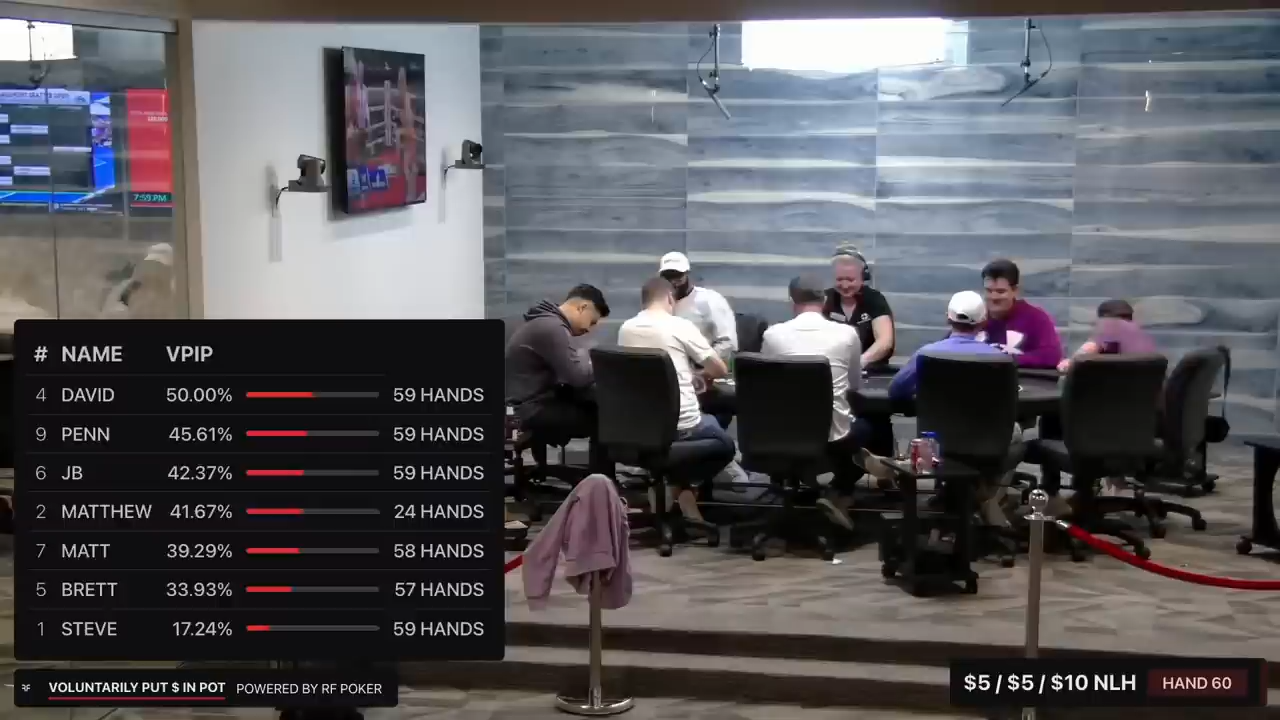 7:59 PM
# NAME VPIP
4 DAVID 50.00% 59 HANDS
9 PENN 45.61% 59 HANDS
6 JB 42.37% 59 HANDS
2 MATTHEW 41.67% 24 HANDS
7 MATT 39.29% 58 HANDS
5 BRETT 33.93% 57 HANDS
1 STEVE 17.24% 59 HANDS
VOLUNTARILY PUT $ IN POT POWERED BY RF POKER
$5 / $5 / $10 NLH HAND 60